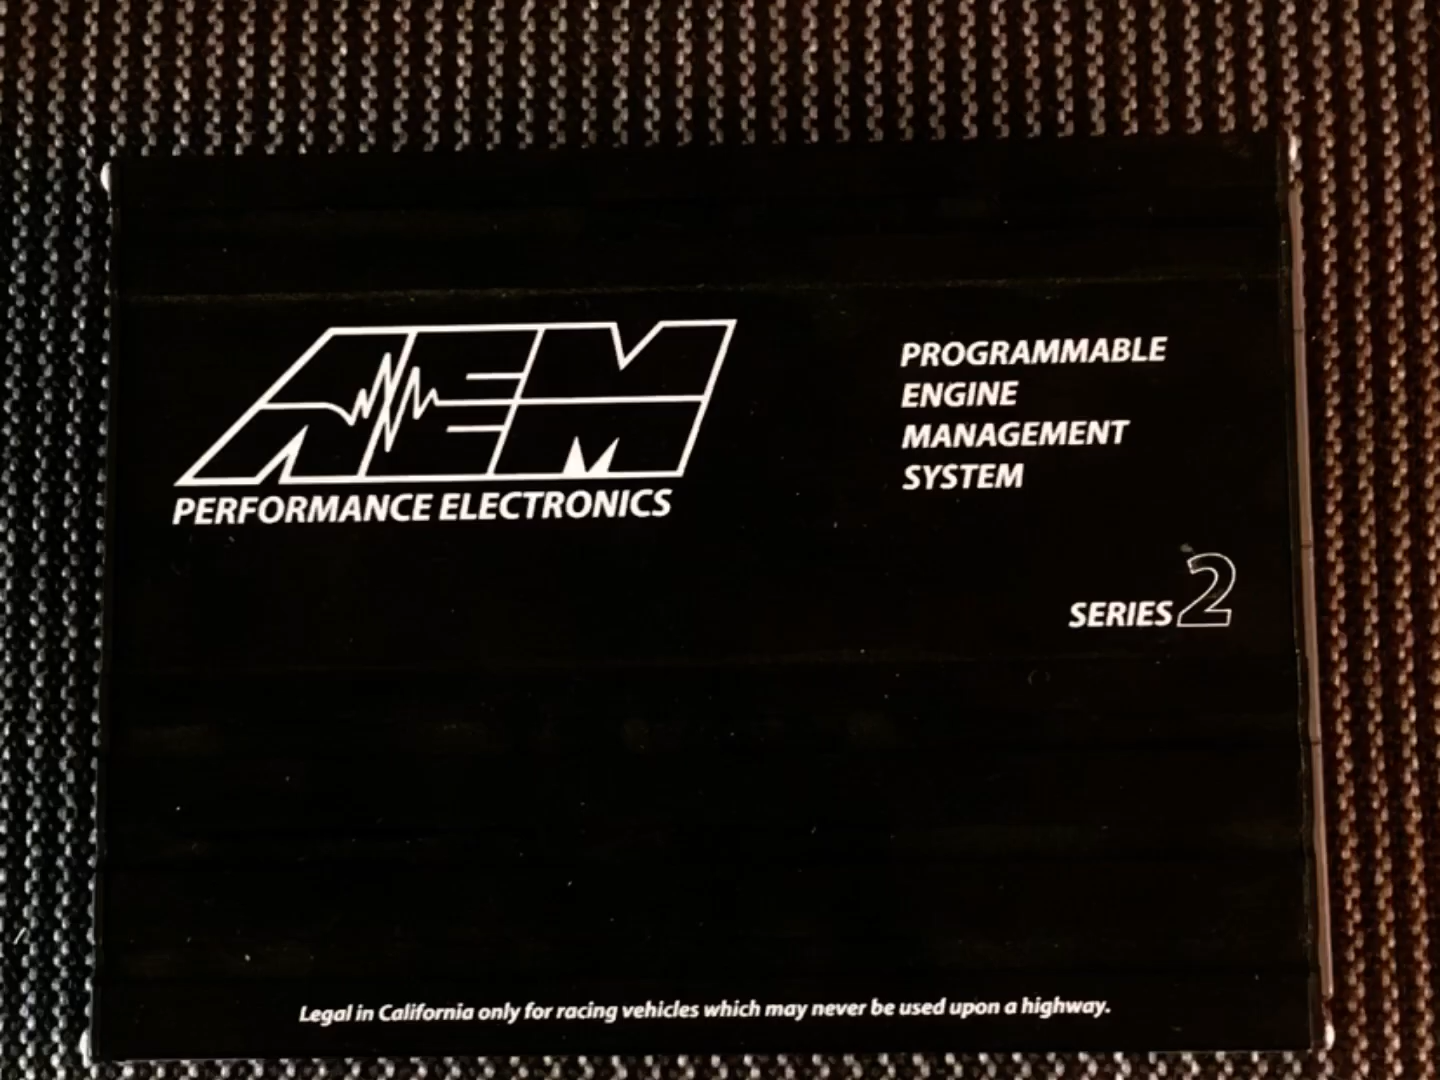 AEM
PERFORMANCE ELECTRONICS
PROGRAMMABLE
ENGINE
MANAGEMENT
SYSTEM
SERIES 2
Legal in California only for racing vehicles which may never be used upon a highway.